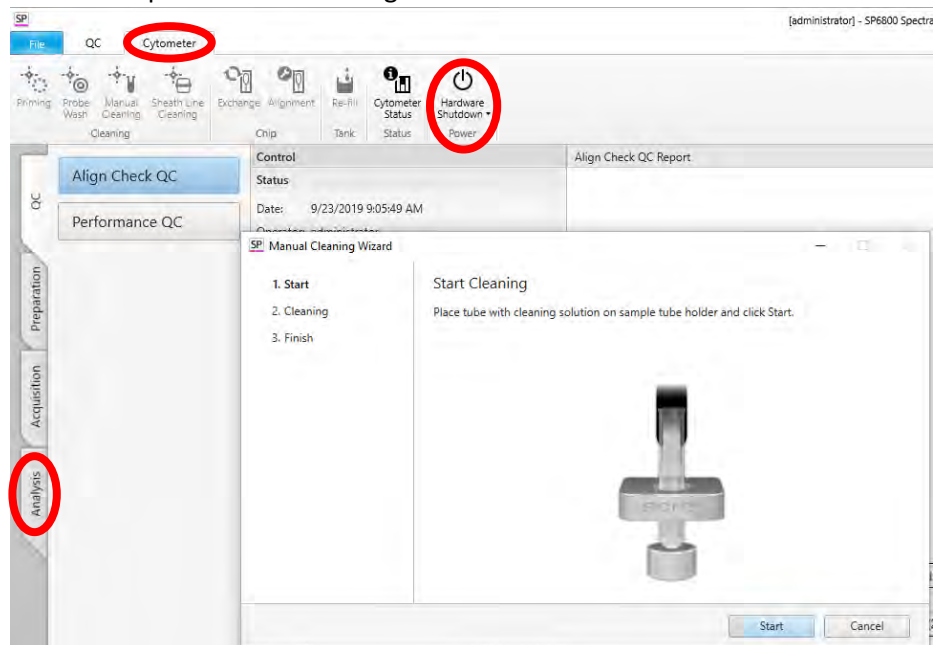 SP
[administrator] - SP6800 Spectra
File QC Cytometer
Priming Probe Wash Manual Cleaning Sheath Line Cleaning Exchange Alignment Re-fill Cytometer Status Hardware Shutdown
Cleaning Chip Tank Status Power
QC
Preparation
Acquisition
Analysis
Align Check QC
Performance QC
Control
Status
Date: 9/23/2019 9:05:49 AM
Align Check QC Report
SP Manual Cleaning Wizard
1. Start
2. Cleaning
3. Finish
Start Cleaning
Place tube with cleaning solution on sample tube holder and click Start.
Start Cancel